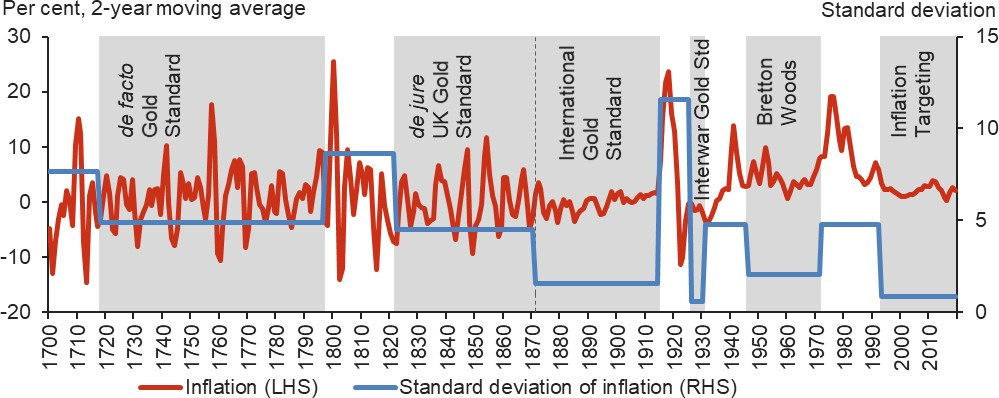 Per cent, 2-year moving average
Standard deviation
30
20
10
0
-10
-20
15
10
5
0
de facto
Gold
Standard
de jure
UK Gold
Standard
International
Gold
Standard
Interwar Gold Std
Bretton
Woods
Inflation
Targeting
1700
1710
1720
1730
1740
1750
1760
1770
1780
1790
1800
1810
1820
1830
1840
1850
1860
1870
1880
1890
1900
1910
1920
1930
1940
1950
1960
1970
1980
1990
2000
2010
Inflation (LHS)
Standard deviation of inflation (RHS)